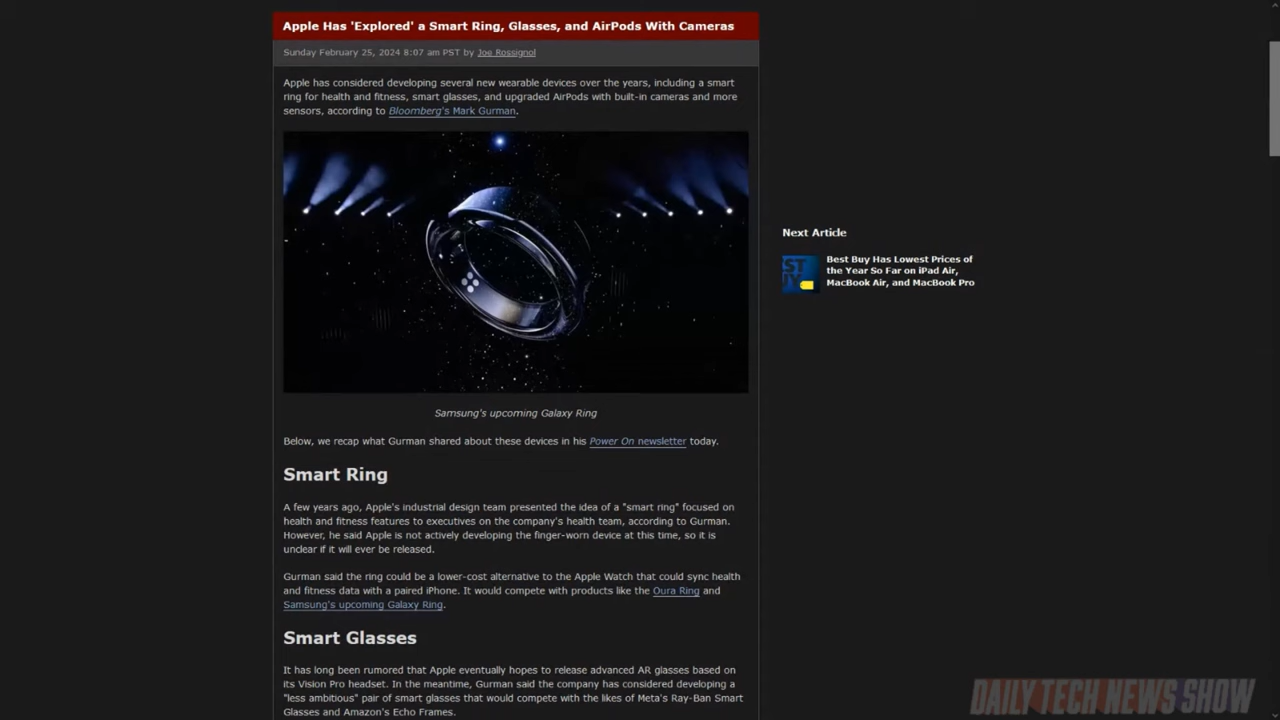 Apple Has 'Explored' a Smart Ring, Glasses, and AirPods With Cameras
Sunday February 25, 2024 8:07 am PST by Joe Rossignol
Apple has considered developing several new wearable devices over the years, including a smart
ring for health and fitness, smart glasses, and upgraded AirPods with built-in cameras and more
sensors, according to Bloomberg's Mark Gurman.
Samsung's upcoming Galaxy Ring
Below, we recap what Gurman shared about these devices in his Power On newsletter today.
Smart Ring
A few years ago, Apple's industrial design team presented the idea of a "smart ring" focused on
health and fitness features to executives on the company's health team, according to Gurman.
However, he said Apple is not actively developing the finger-worn device at this time, so it is
unclear if it will ever be released.
Gurman said the ring could be a lower-cost alternative to the Apple Watch that could sync health
and fitness data with a paired iPhone. It would compete with products like the Oura Ring and
Samsung's upcoming Galaxy Ring.
Smart Glasses
It has long been rumored that Apple eventually hopes to release advanced AR glasses based on
its Vision Pro headset. In the meantime, Gurman said the company has considered developing a
"less ambitious" pair of smart glasses that would compete with the likes of Meta's Ray-Ban Smart
Glasses and Amazon's Echo Frames.
Next Article
Best Buy Has Lowest Prices of
the Year So Far on iPad Air,
MacBook Air, and MacBook Pro
DAILY TECH NEWS SHOW